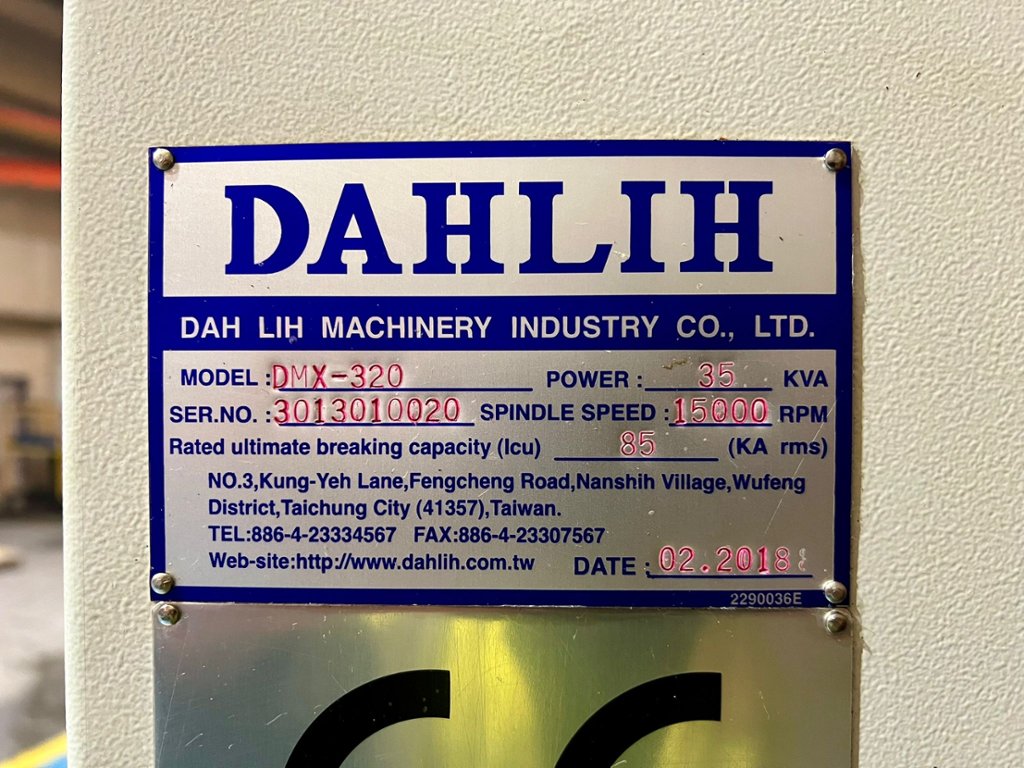 DAHLIH
DAH LIH MACHINERY INDUSTRY CO., LTD.
MODEL :DMX-320 POWER : 35 KVA
SER.NO. :3013010020 SPINDLE SPEED :15000 RPM
Rated ultimate breaking capacity (Icu) 85 (KA rms)
NO.3,Kung-Yeh Lane,Fengcheng Road,Nanshih Village,Wufeng
District,Taichung City (41357),Taiwan.
TEL:886-4-23334567 FAX:886-4-23307567
Web-site:http://www.dahlih.com.tw DATE : 02.2018
2290036E